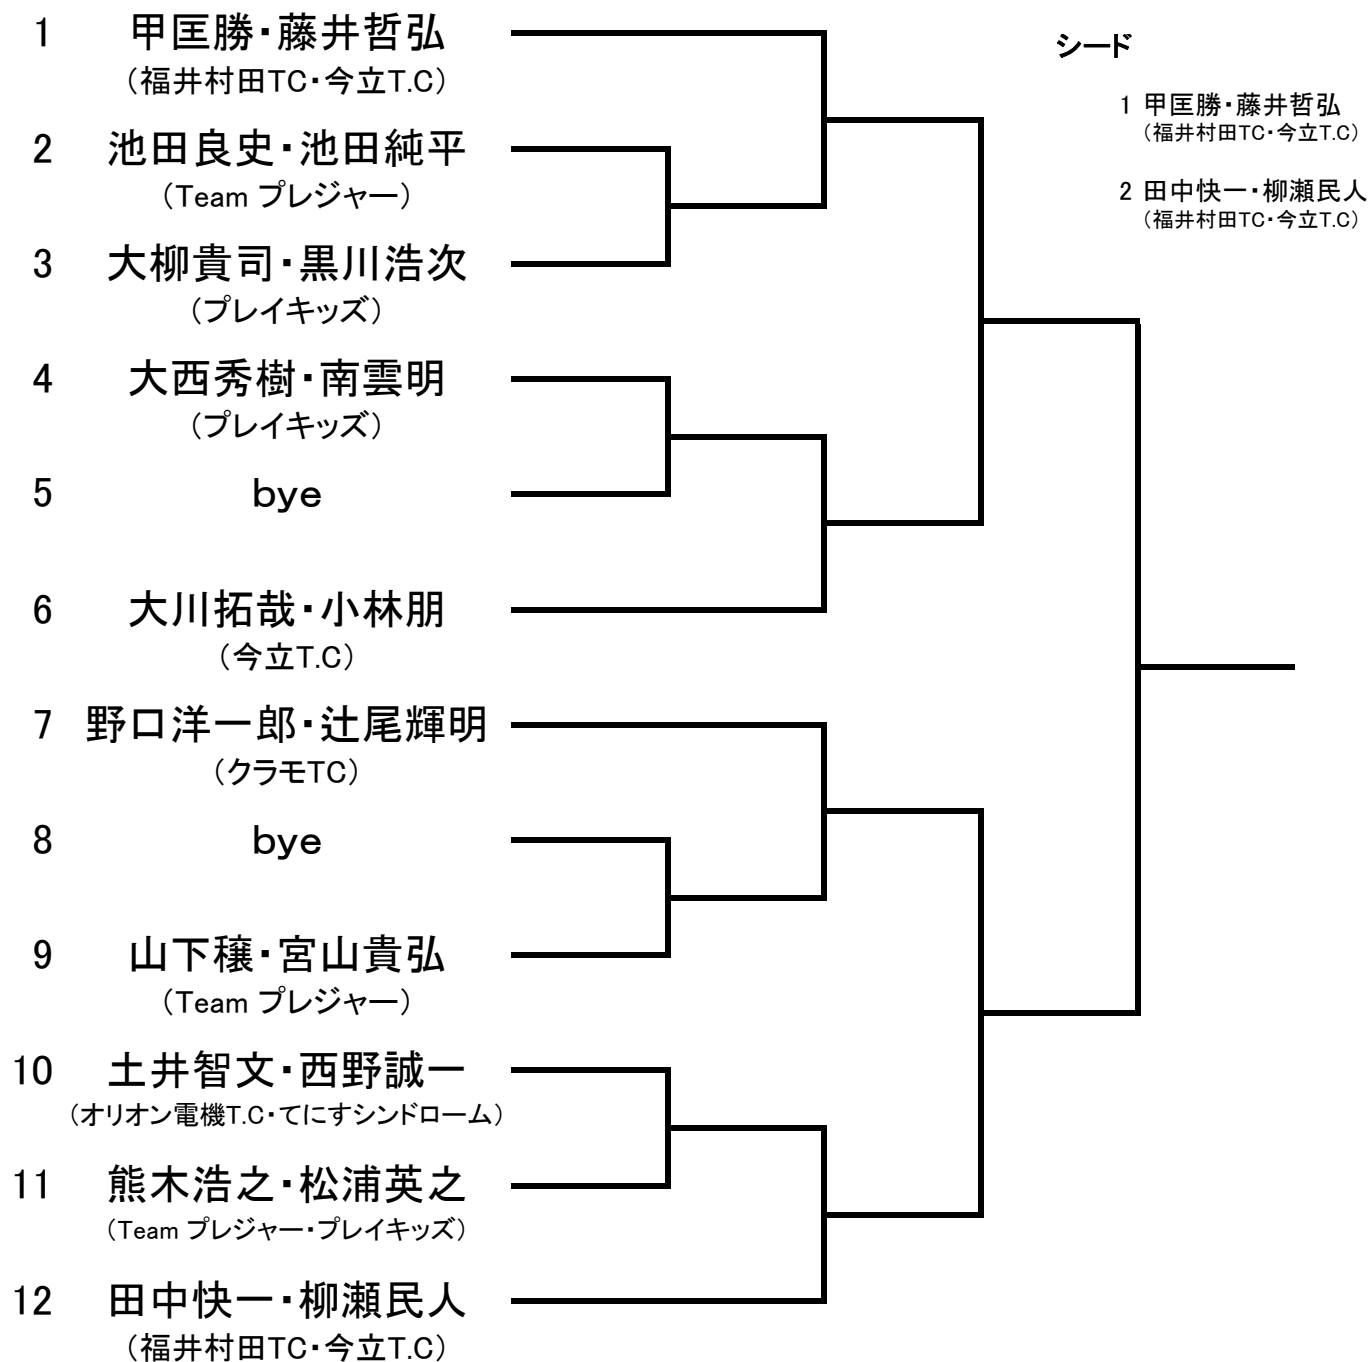 1 甲匡勝・藤井哲弘
（福井村田TC・今立T.C）
2 池田良史・池田純平
（Team プレジャー）
3 大柳貴司・黒川浩次
（プレイキッズ）
4 大西秀樹・南雲明
（プレイキッズ）
5 bye
6 大川拓哉・小林朋
（今立T.C）
7 野口洋一郎・辻尾輝明
（クラモTC）
8 bye
9 山下穣・宮山貴弘
（Team プレジャー）
10 土井智文・西野誠一
（オリオン電機T.C・てにすシンドローム）
11 熊木浩之・松浦英之
（Team プレジャー・プレイキッズ）
12 田中快一・柳瀬民人
（福井村田TC・今立T.C）
シード
1 甲匡勝・藤井哲弘
（福井村田TC・今立T.C）
2 田中快一・柳瀬民人
（福井村田TC・今立T.C）